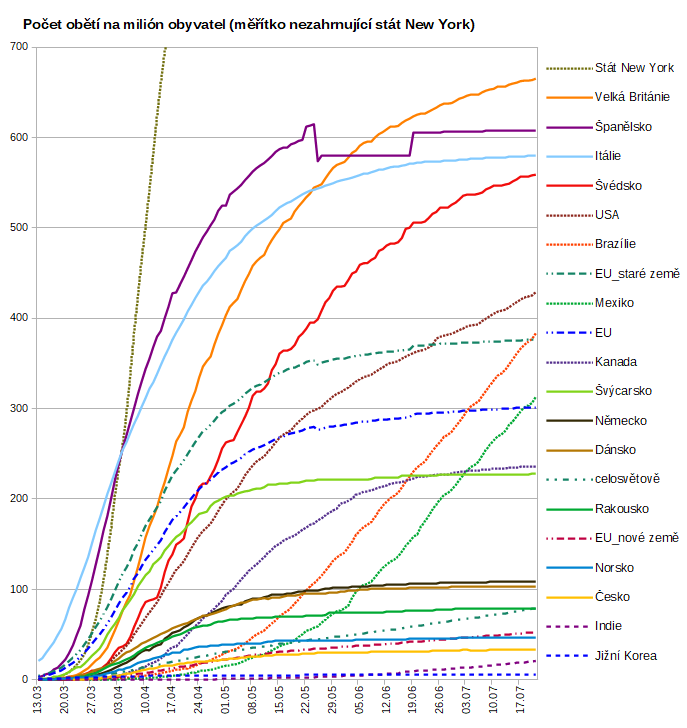 Počet obětí na milión obyvatel (měřítko nezahrnující stát New York)
700
600
500
400
300
200
100
0
13.03
20.03
27.03
03.04
10.04
17.04
24.04
01.05
08.05
15.05
22.05
29.05
05.06
12.06
19.06
26.06
03.07
10.07
17.07
Stát New York
Velká Británie
Španělsko
Itálie
Švédsko
USA
Brazílie
EU_staré země
Mexiko
EU
Kanada
Švýcarsko
Německo
Dánsko
celosvětově
Rakousko
EU_nové země
Norsko
Česko
Indie
Jižní Korea